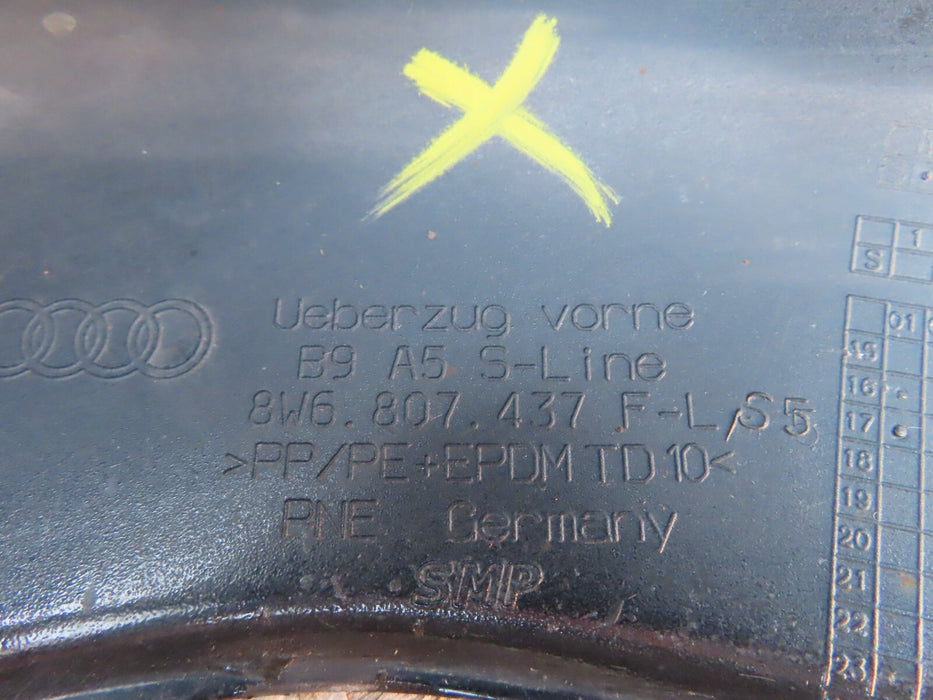 Ueberzug vorne
B9 A5 S-Line
8W6.807.437 F-L/S5
>PP/PE+EPDM TD10<
PNE Germany
SMP
1
S
01
15
16
17
18
19
20
21
22
23